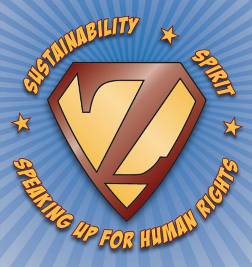 SUSTAINABILITY
SPIRIT
Z
SPEAKING UP FOR HUMAN RIGHTS